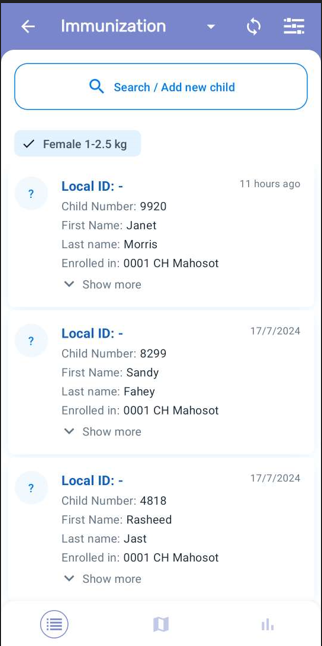 Immunization
Search / Add new child
Female 1-2.5 kg
?
Local ID: -
11 hours ago
Child Number: 9920
First Name: Janet
Last name: Morris
Enrolled in: 0001 CH Mahosot
Show more
?
Local ID: -
17/7/2024
Child Number: 8299
First Name: Sandy
Last name: Fahey
Enrolled in: 0001 CH Mahosot
Show more
?
Local ID: -
17/7/2024
Child Number: 4818
First Name: Rasheed
Last name: Jast
Enrolled in: 0001 CH Mahosot
Show more